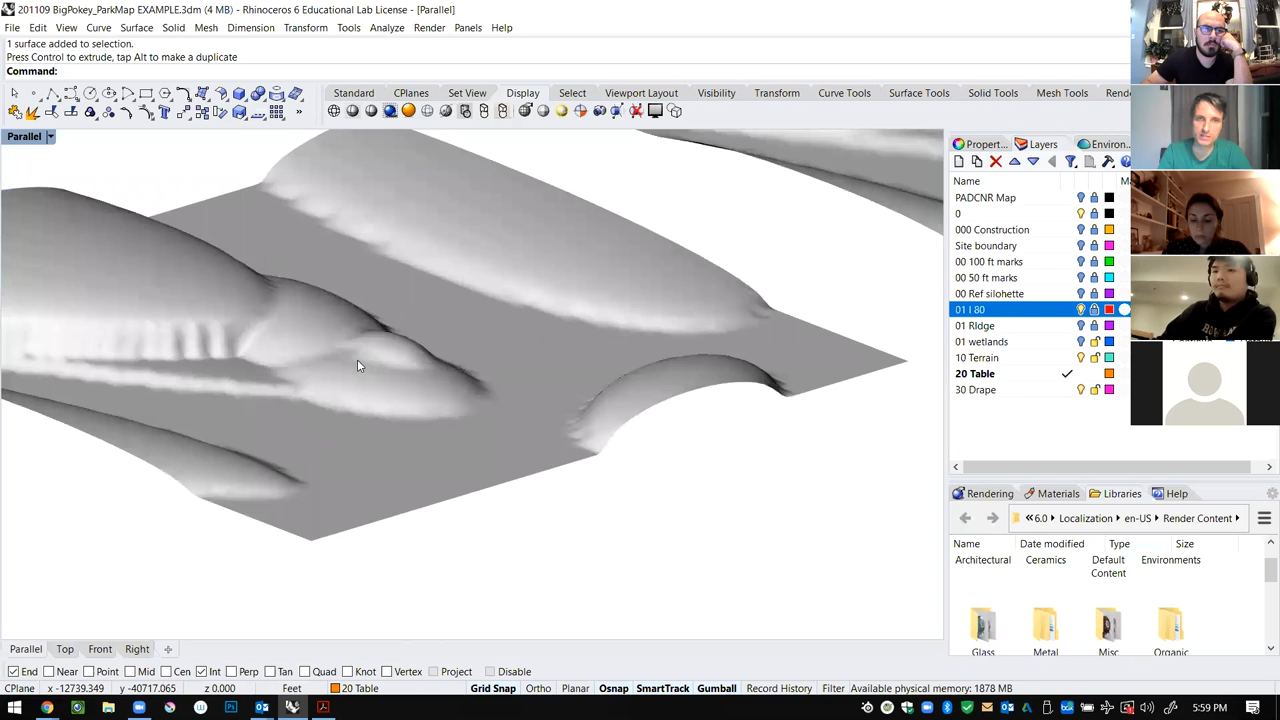 201109 BigPokey_ParkMap EXAMPLE.3dm (4 MB) - Rhinoceros 6 Educational Lab License - [Parallel]
File Edit View Curve Surface Solid Mesh Dimension Transform Tools Analyze Render Panels Help
1 surface added to selection.
Press Control to extrude, tap Alt to make a duplicate
Command:
Standard CPlanes Set View Display Select Viewport Layout Visibility Transform Curve Tools Surface Tools Solid Tools Mesh Tools Rende
Parallel
Propert... Layers Environ...
Name Ma
PADCNR Map
0
000 Construction
Site boundary
00 100 ft marks
00 50 ft marks
00 Ref silohette
01 I 80
01 RIdge
01 wetlands
10 Terrain
20 Table
30 Drape
Rendering Materials Libraries Help
6.0 Localization en-US Render Content
Name Date modified Type Size
Architectural Ceramics Default Content Environments
Glass Metal Misc Organic
Parallel Top Front Right
End Near Point Mid Cen Int Perp Tan Quad Knot Vertex Project Disable
CPlane x -12739.349 y -40717.065 z 0.000 Feet 20 Table Grid Snap Ortho Planar Osnap SmartTrack Gumball Record History Filter Available physical memory: 1878 MB
5:59 PM